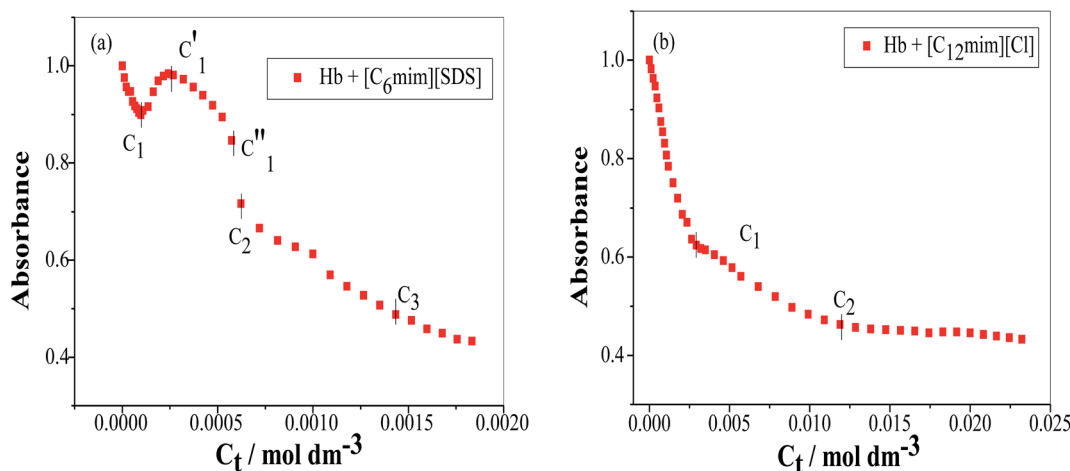 (a)
C'₁
Hb + [C₆mim][SDS]
1.0
0.8
0.6
0.4
C₁
C''₁
C₂
C₃
Absorbance
0.0000
0.0005
0.0010
0.0015
0.0020
Cₜ / mol dm⁻³
(b)
Hb + [C₁₂mim][Cl]
1.0
0.8
0.6
0.4
C₁
C₂
Absorbance
0.000
0.005
0.010
0.015
0.020
0.025
Cₜ / mol dm⁻³